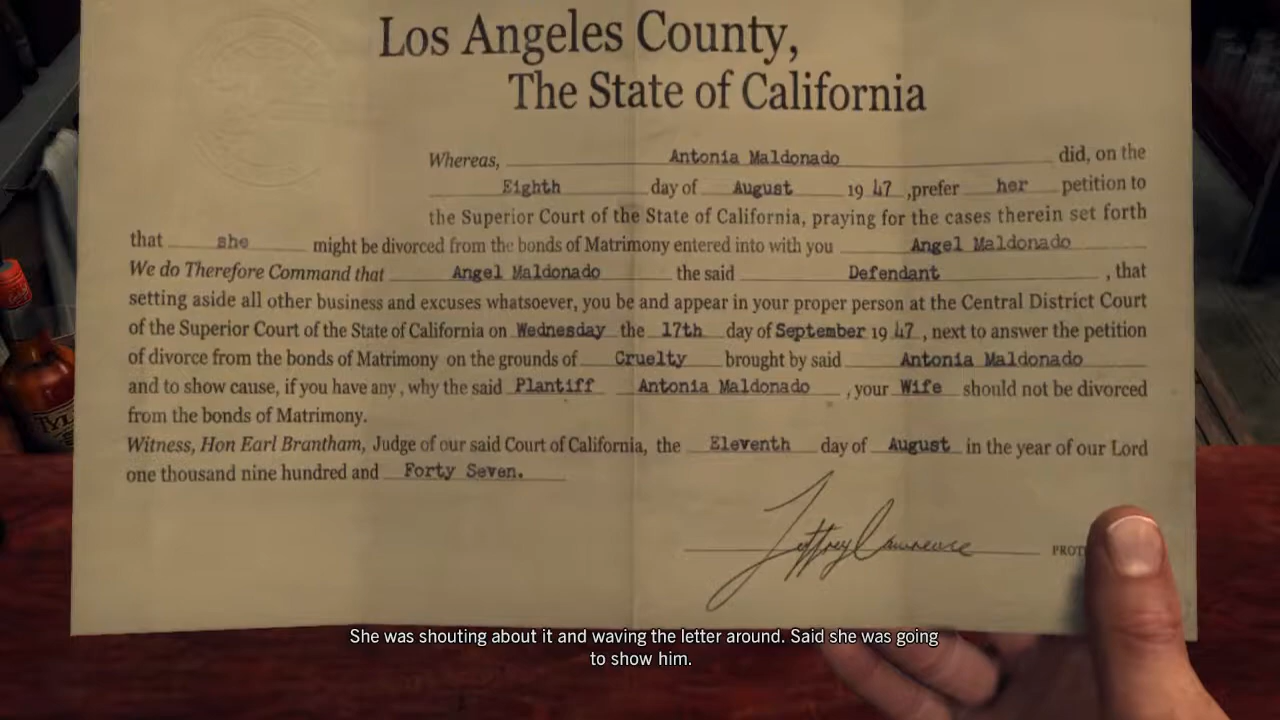 Los Angeles County,
The State of California
Whereas, Antonia Maldonado did, on the
Eighth day of August 19 47 ,prefer her petition to
the Superior Court of the State of California, praying for the cases therein set forth
that she might be divorced from the bonds of Matrimony entered into with you Angel Maldonado
We do Therefore Command that Angel Maldonado the said Defendant , that
setting aside all other business and excuses whatsoever, you be and appear in your proper person at the Central District Court
of the Superior Court of the State of California on Wednesday the 17th day of September 19 47 , next to answer the petition
of divorce from the bonds of Matrimony on the grounds of Cruelty brought by said Antonia Maldonado
and to show cause, if you have any , why the said Plantiff Antonia Maldonado , your Wife should not be divorced
from the bonds of Matrimony.
Witness, Hon Earl Brantham, Judge of our said Court of California, the Eleventh day of August in the year of our Lord
one thousand nine hundred and Forty Seven.
Jeffrey Lawrence
She was shouting about it and waving the letter around. Said she was going
to show him.